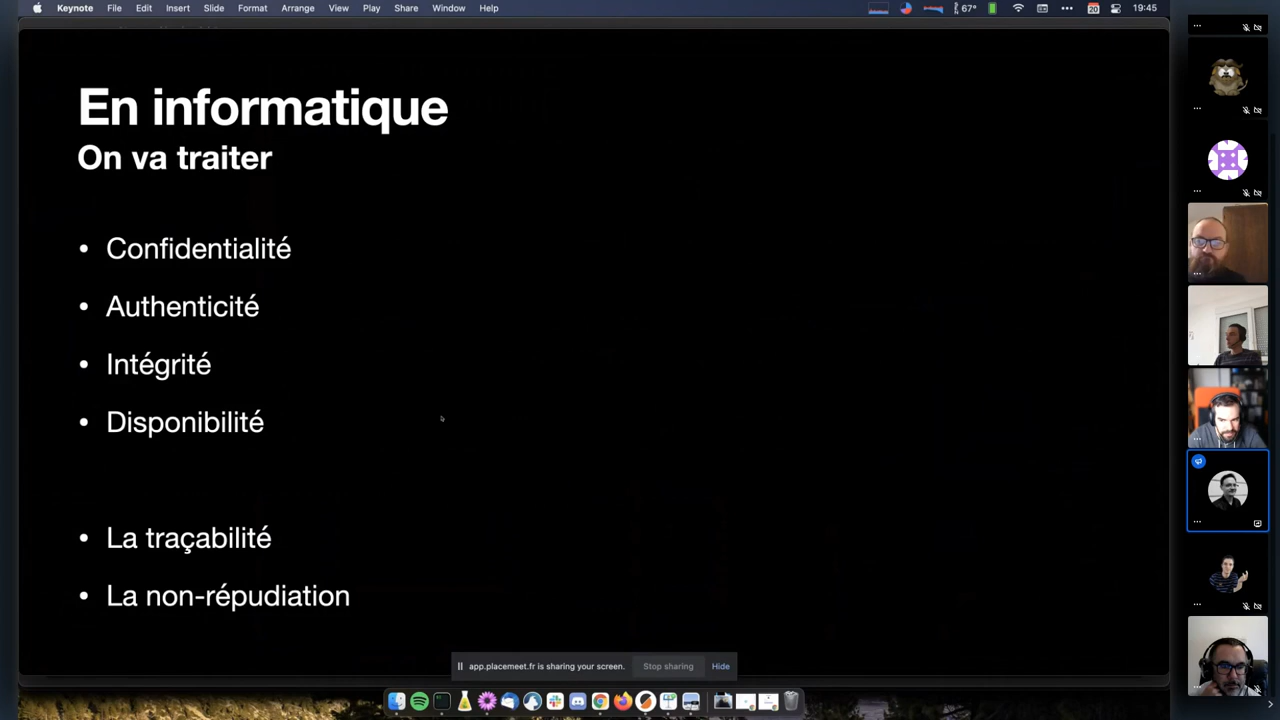 Keynote File Edit Insert Slide Format Arrange View Play Share Window Help 67° 20 19:45
En informatique
On va traiter
• Confidentialité
• Authenticité
• Intégrité
• Disponibilité
• La traçabilité
• La non-répudiation
app.placemeet.fr is sharing your screen. Stop sharing Hide